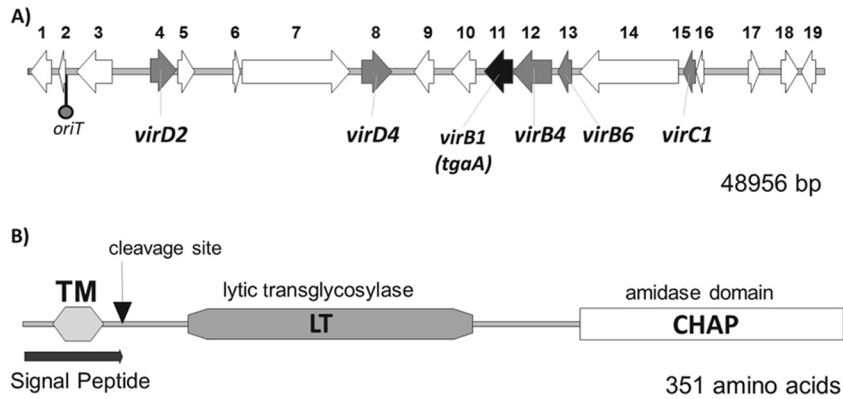 A)
1 2 3 4 5 6 7 8 9 10 11 12 13 14 15 16 17 18 19
oriT
virD2 virD4 virB1 virB4 virB6 virC1
(tgaA)
48956 bp
B)
cleavage site
TM lytic transglycosylase amidase domain
LT CHAP
Signal Peptide
351 amino acids